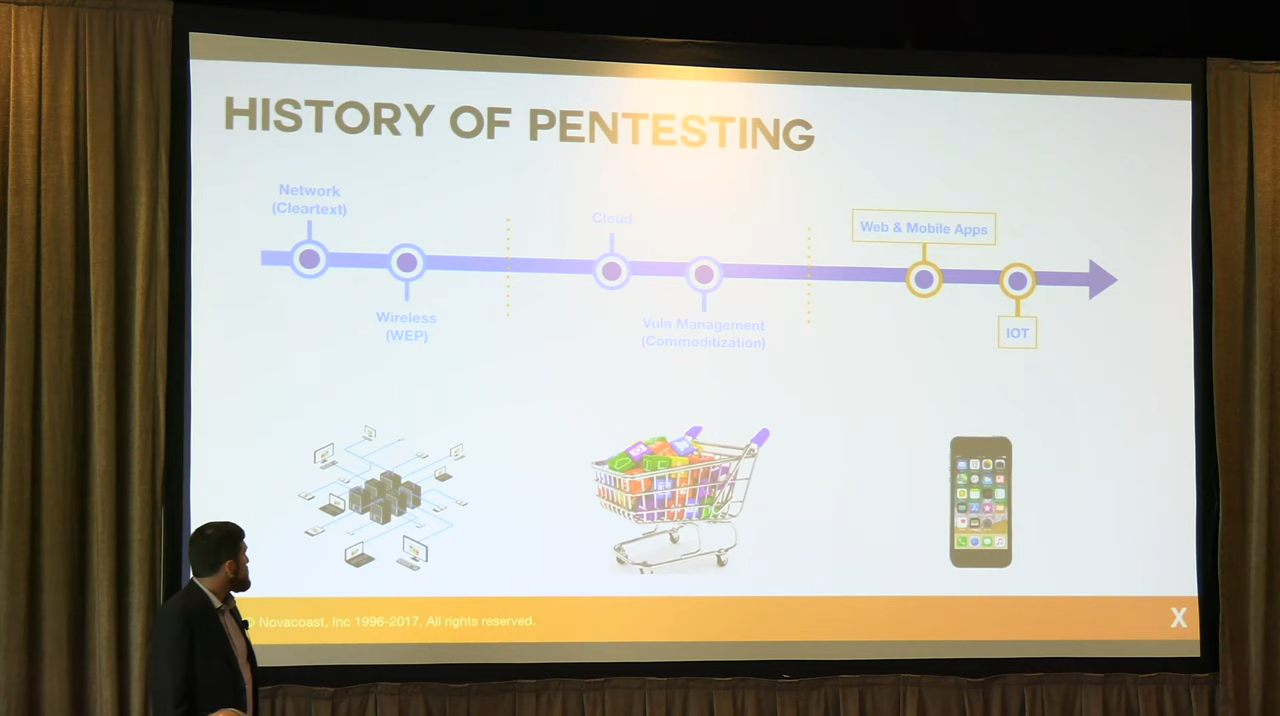 HISTORY OF PENTESTING
Network
(Cleartext)
Cloud
Web & Mobile Apps
Wireless
(WEP)
Vuln Management
(Commoditization)
IOT
© Novacoast, Inc 1996-2017. All rights reserved.
X